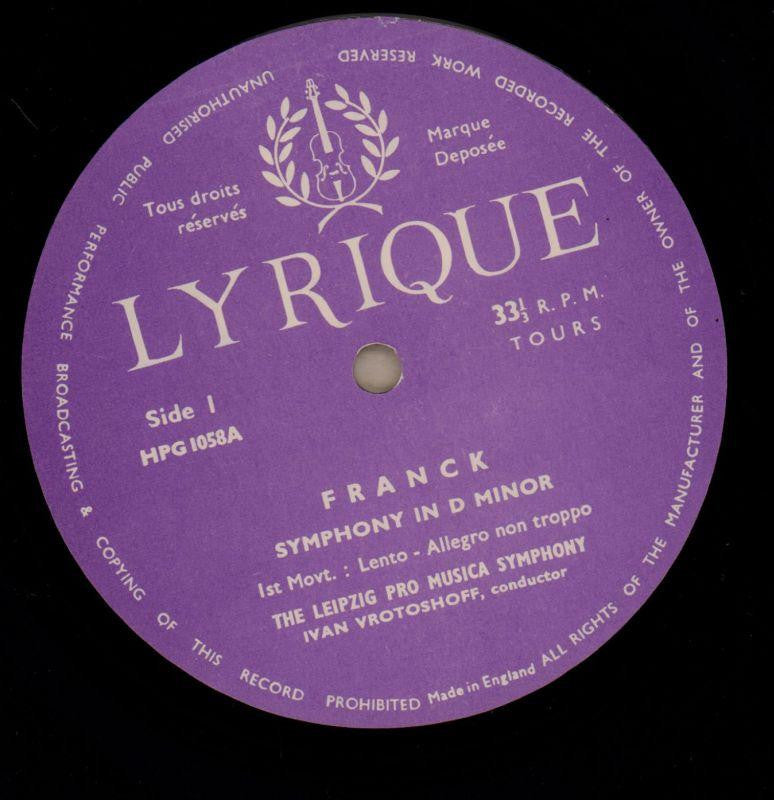 Tous droits
réservés
Marque
Deposée
LYRIQUE
33⅓ R. P. M.
TOURS
Side 1
HPG 1058A
FRANCK
SYMPHONY IN D MINOR
1st Movt. : Lento - Allegro non troppo
THE LEIPZIG PRO MUSICA SYMPHONY
IVAN VROTOSHOFF, conductor
Made in England ALL RIGHTS OF THE MANUFACTURER AND OF THE OWNER OF THE RECORDED WORK RESERVED
UNAUTHORISED PUBLIC PERFORMANCE BROADCASTING & COPYING OF THIS RECORD PROHIBITED